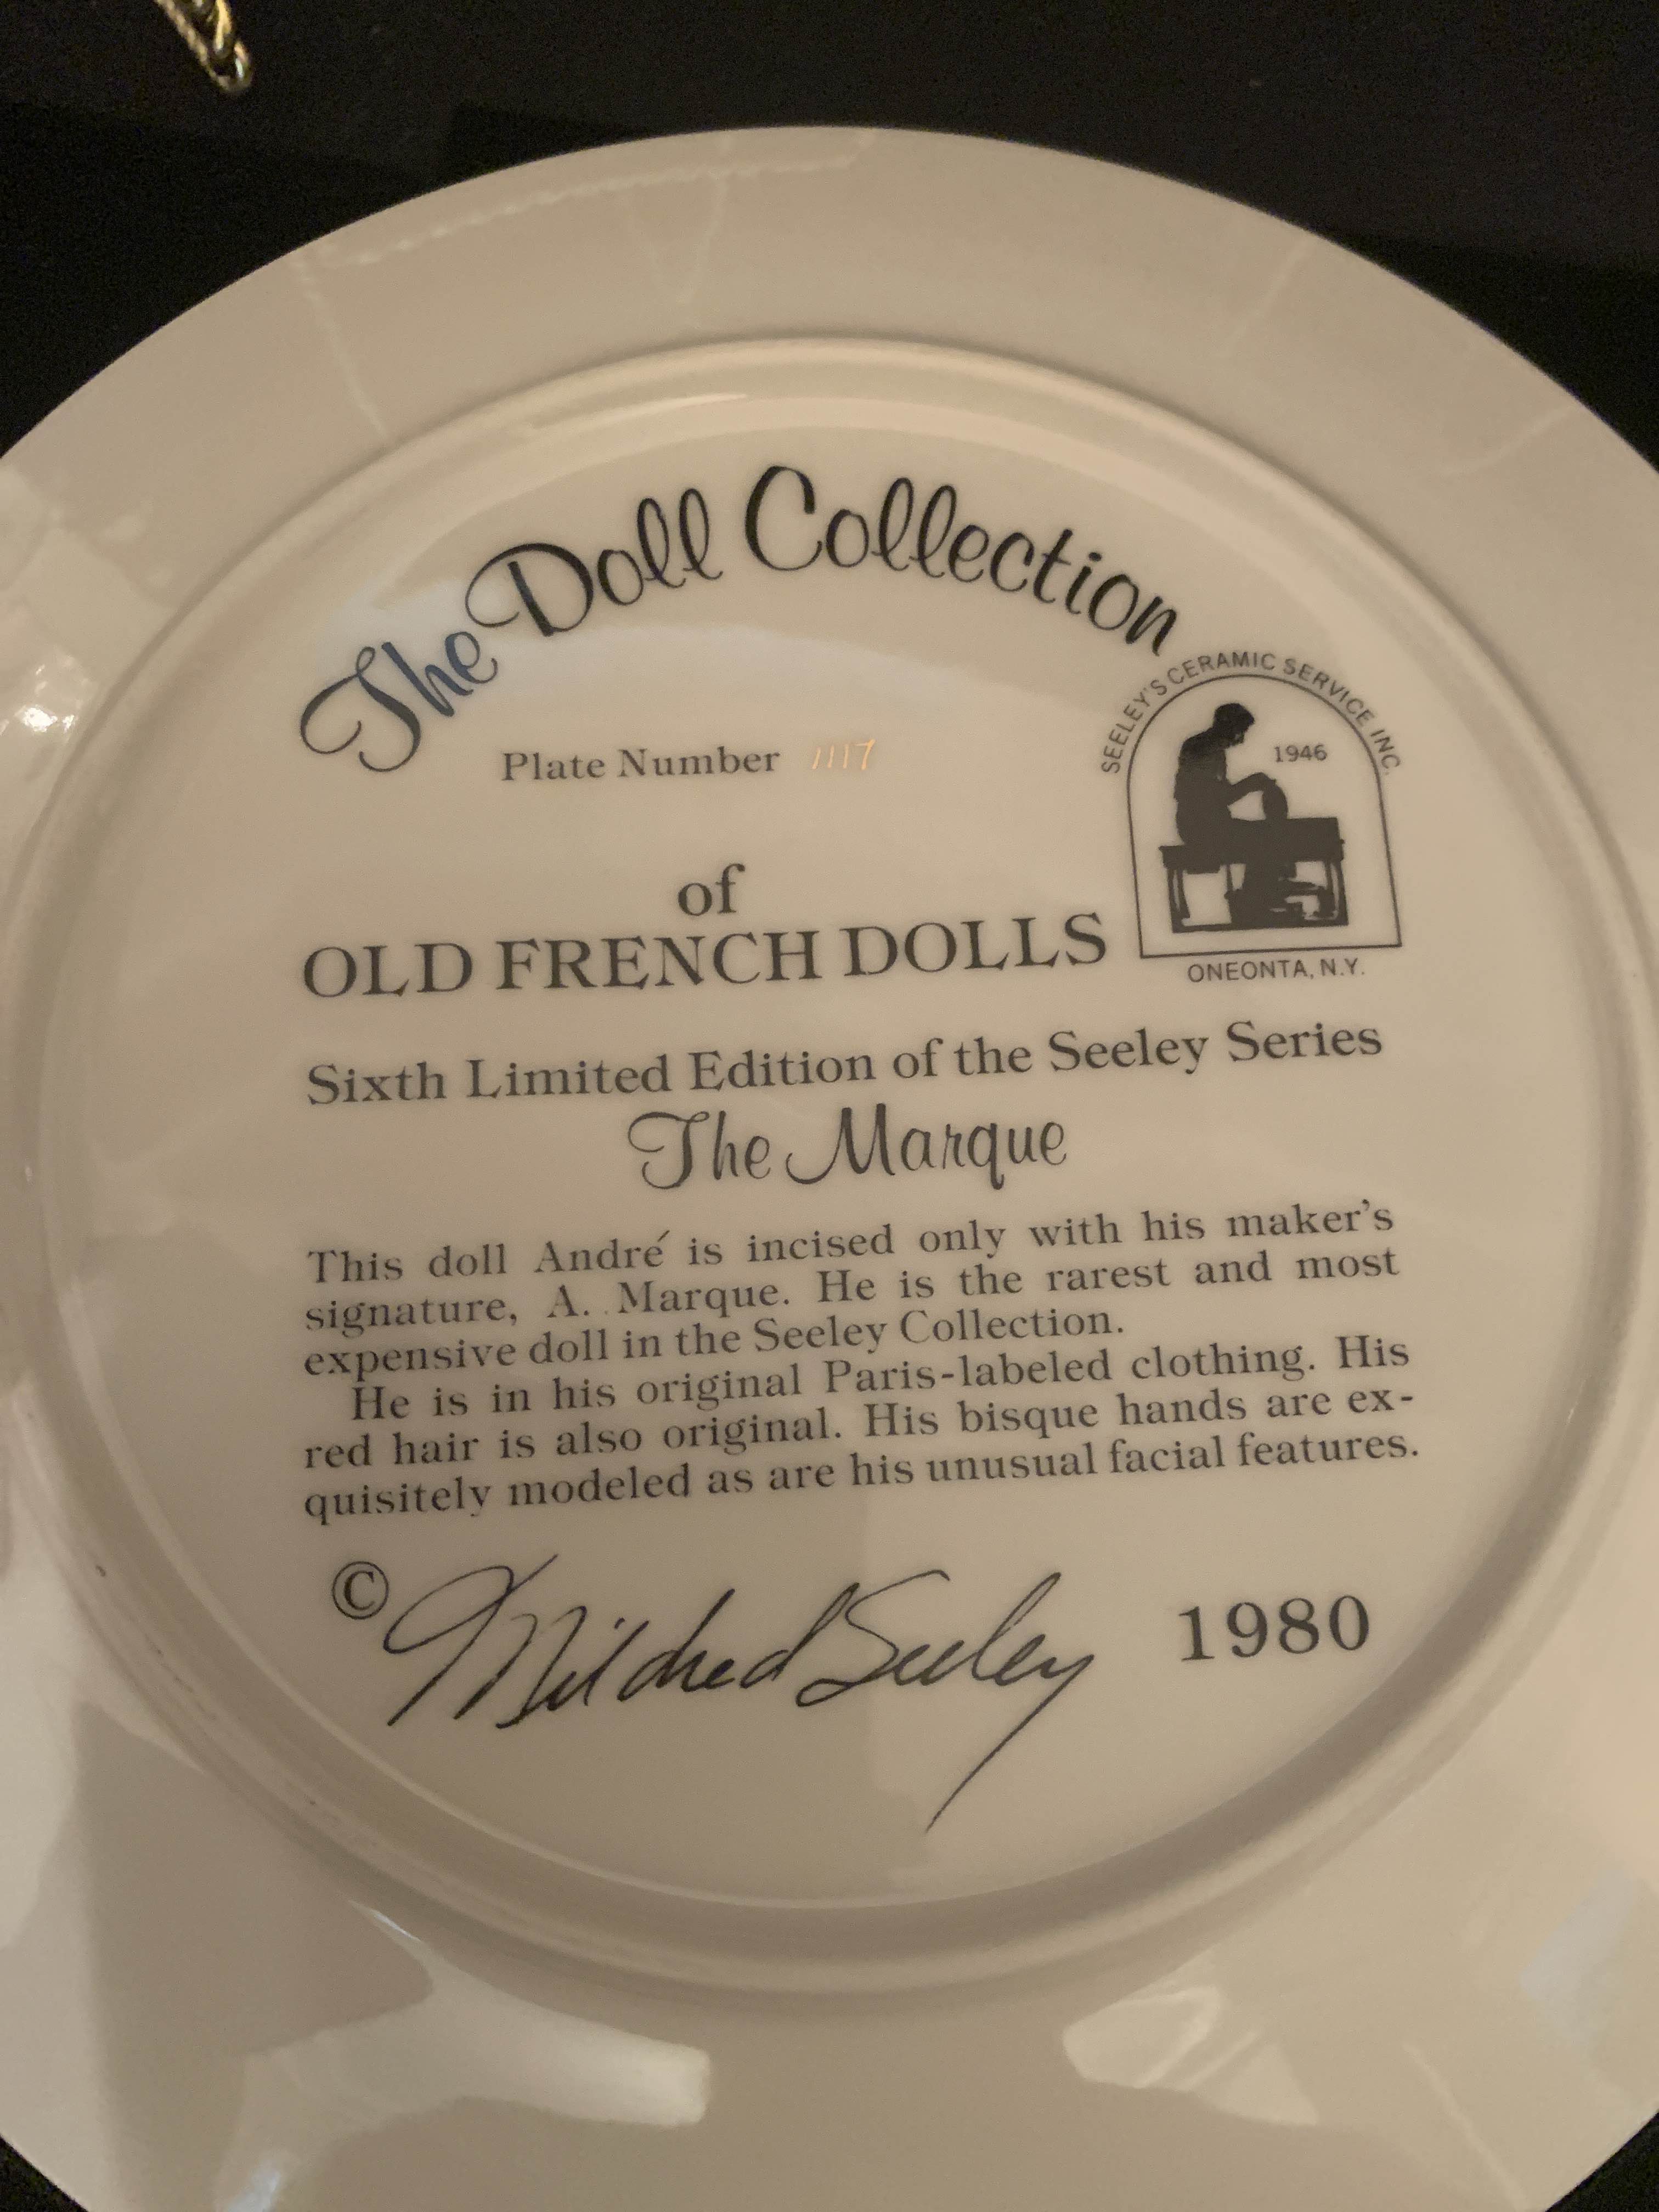 The Doll Collection
SEELEY'S CERAMIC SERVICE INC.
1946
ONEONTA, N.Y.
Plate Number 1117
of
OLD FRENCH DOLLS
Sixth Limited Edition of the Seeley Series
The Marque
This doll André is incised only with his maker's
signature, A. Marque. He is the rarest and most
expensive doll in the Seeley Collection.
He is in his original Paris-labeled clothing. His
red hair is also original. His bisque hands are ex-
quisitely modeled as are his unusual facial features.
© Mildred Seeley 1980